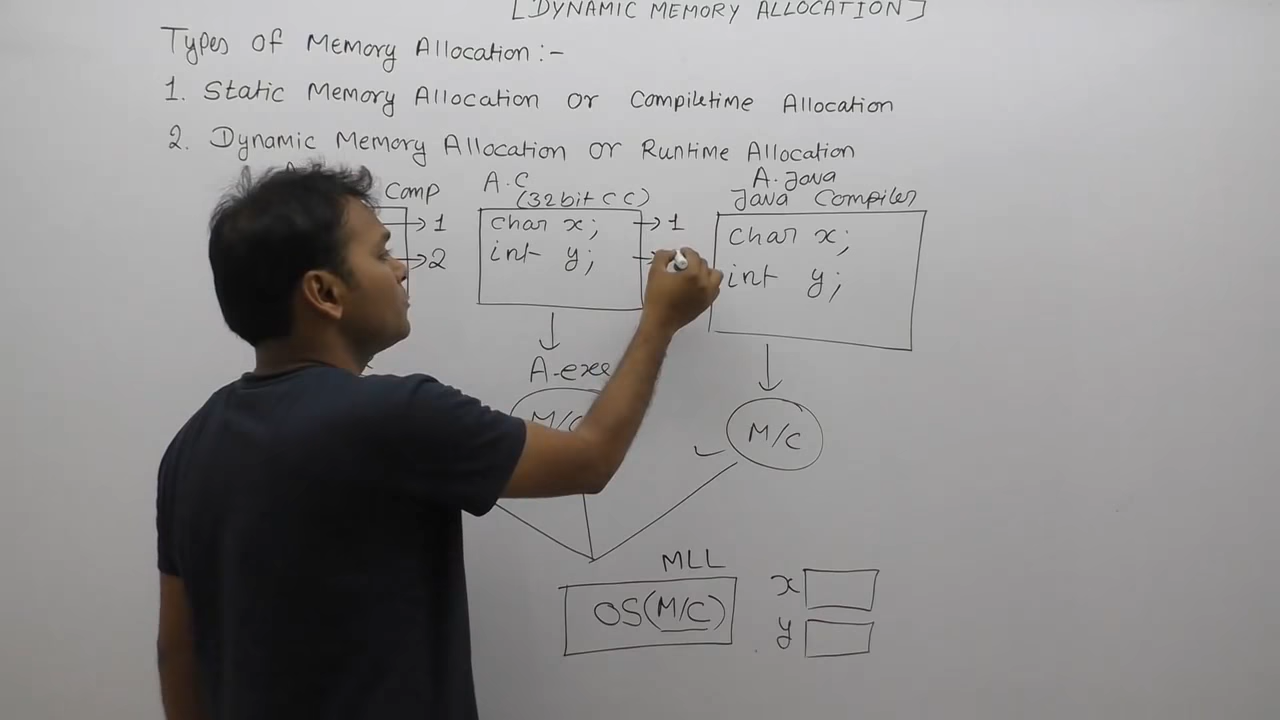 [DYNAMIC MEMORY ALLOCATION]
Types of Memory Allocation :-
1. Static Memory Allocation or Compiletime Allocation
2. Dynamic Memory Allocation or Runtime Allocation
Comp
→ 1
→ 2
A.C
(32bit C C)
char x; → 1
int y; →
A.exe
M/C
A.Java
Java Compiler
char x;
int y;
M/C
MLL
OS(M/C)
x
y